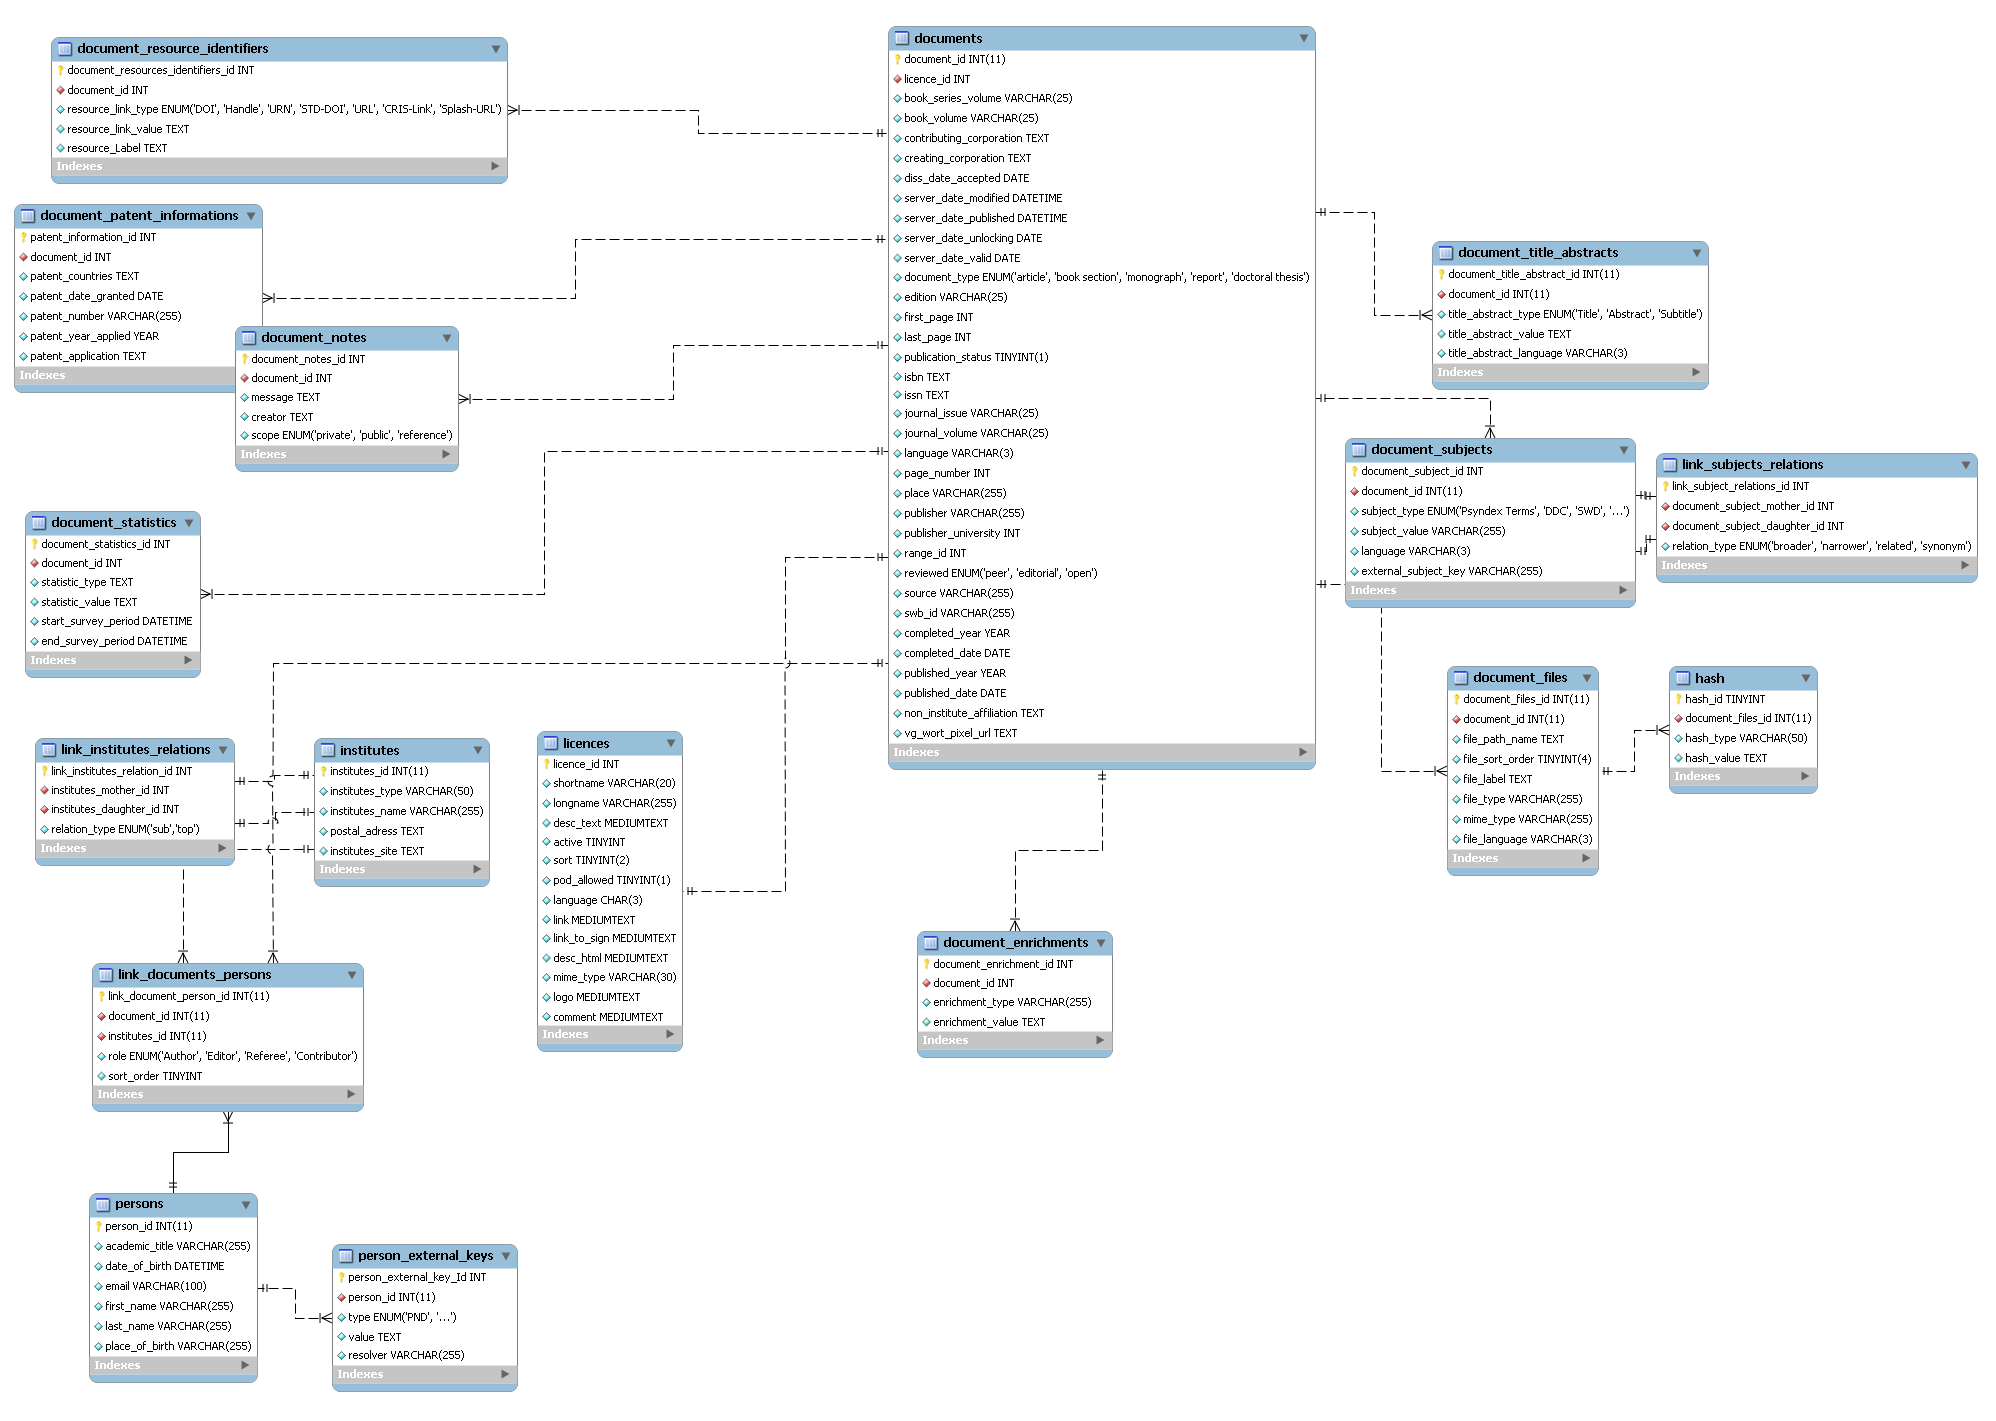 document_resource_identifiers
document_resources_identifiers_id INT
document_id INT
resource_link_type ENUM('DOI', 'Handle', 'URN', 'STD-DOI', 'URL', 'CRIS-Link', 'Splash-URL')
resource_link_value TEXT
resource_Label TEXT
Indexes
document_patent_informations
patent_information_id INT
document_id INT
patent_countries TEXT
patent_date_granted DATE
patent_number VARCHAR(255)
patent_year_applied YEAR
patent_application TEXT
Indexes
document_notes
document_notes_id INT
document_id INT
message TEXT
creator TEXT
scope ENUM('private', 'public', 'reference')
Indexes
document_statistics
document_statistics_id INT
document_id INT
statistic_type TEXT
statistic_value TEXT
start_survey_period DATETIME
end_survey_period DATETIME
Indexes
link_institutes_relations
link_institutes_relation_id INT
institutes_mother_id INT
institutes_daughter_id INT
relation_type ENUM('sub','top')
Indexes
institutes
institutes_id INT(11)
institutes_type VARCHAR(50)
institutes_name VARCHAR(255)
postal_adress TEXT
institutes_site TEXT
Indexes
licences
licence_id INT
shortname VARCHAR(20)
longname VARCHAR(255)
desc_text MEDIUMTEXT
active TINYINT
sort TINYINT(2)
pod_allowed TINYINT(1)
language CHAR(3)
link MEDIUMTEXT
link_to_sign MEDIUMTEXT
desc_html MEDIUMTEXT
mime_type VARCHAR(30)
logo MEDIUMTEXT
comment MEDIUMTEXT
Indexes
link_documents_persons
link_document_person_id INT(11)
document_id INT(11)
institutes_id INT(11)
role ENUM('Author', 'Editor', 'Referee', 'Contributor')
sort_order TINYINT
Indexes
persons
person_id INT(11)
academic_title VARCHAR(255)
date_of_birth DATETIME
email VARCHAR(100)
first_name VARCHAR(255)
last_name VARCHAR(255)
place_of_birth VARCHAR(255)
Indexes
person_external_keys
person_external_key_Id INT
person_id INT(11)
type ENUM('PND', '...')
value TEXT
resolver VARCHAR(255)
Indexes
documents
document_id INT(11)
licence_id INT
book_series_volume VARCHAR(25)
book_volume VARCHAR(25)
contributing_corporation TEXT
creating_corporation TEXT
diss_date_accepted DATE
server_date_modified DATETIME
server_date_published DATETIME
server_date_unlocking DATE
server_date_valid DATE
document_type ENUM('article', 'book section', 'monograph', 'report', 'doctoral thesis')
edition VARCHAR(25)
first_page INT
last_page INT
publication_status TINYINT(1)
isbn TEXT
issn TEXT
journal_issue VARCHAR(25)
journal_volume VARCHAR(25)
language VARCHAR(3)
page_number INT
place VARCHAR(255)
publisher VARCHAR(255)
publisher_university INT
range_id INT
reviewed ENUM('peer', 'editorial', 'open')
source VARCHAR(255)
swb_id VARCHAR(255)
completed_year YEAR
completed_date DATE
published_year YEAR
published_date DATE
non_institute_affiliation TEXT
vg_wort_pixel_url TEXT
Indexes
document_enrichments
document_enrichment_id INT
document_id INT
enrichment_type VARCHAR(255)
enrichment_value TEXT
Indexes
document_title_abstracts
document_title_abstract_id INT(11)
document_id INT(11)
title_abstract_type ENUM('Title', 'Abstract', 'Subtitle')
title_abstract_value TEXT
title_abstract_language VARCHAR(3)
Indexes
document_subjects
document_subject_id INT
document_id INT(11)
subject_type ENUM('Psyndex Terms', 'DDC', 'SWD', '...')
subject_value VARCHAR(255)
language VARCHAR(3)
external_subject_key VARCHAR(255)
Indexes
link_subjects_relations
link_subject_relations_id INT
document_subject_mother_id INT
document_subject_daughter_id INT
relation_type ENUM('broader', 'narrower', 'related', 'synonym')
Indexes
document_files
document_files_id INT(11)
document_id INT(11)
file_path_name TEXT
file_sort_order TINYINT(4)
file_label TEXT
file_type VARCHAR(255)
mime_type VARCHAR(255)
file_language VARCHAR(3)
Indexes
hash
hash_id TINYINT
document_files_id INT(11)
hash_type VARCHAR(50)
hash_value TEXT
Indexes